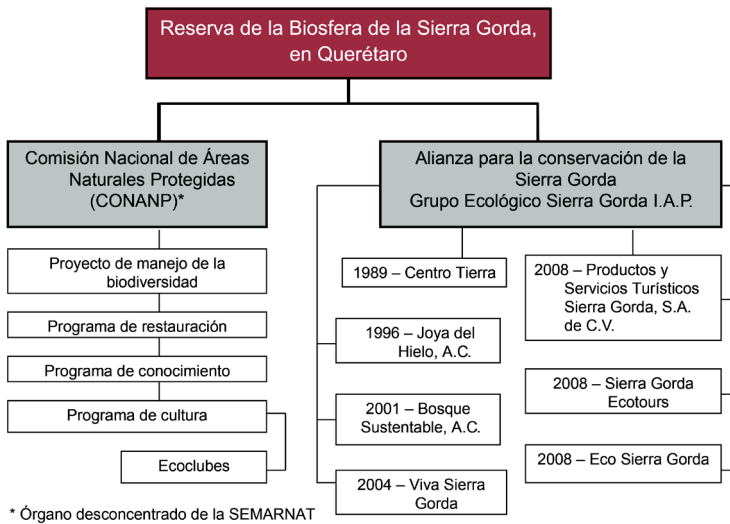 Reserva de la Biosfera de la Sierra Gorda,
en Querétaro
Comisión Nacional de Áreas
Naturales Protegidas
(CONANP)*
Proyecto de manejo de la
biodiversidad
Programa de restauración
Programa de conocimiento
Programa de cultura
Ecoclubes
Alianza para la conservación de la
Sierra Gorda
Grupo Ecológico Sierra Gorda I.A.P.
1989 – Centro Tierra
1996 – Joya del
Hielo, A.C.
2001 – Bosque
Sustentable, A.C.
2004 – Viva Sierra
Gorda
2008 – Productos y
Servicios Turísticos
Sierra Gorda, S.A.
de C.V.
2008 – Sierra Gorda
Ecotours
2008 – Eco Sierra Gorda
* Órgano desconcentrado de la SEMARNAT